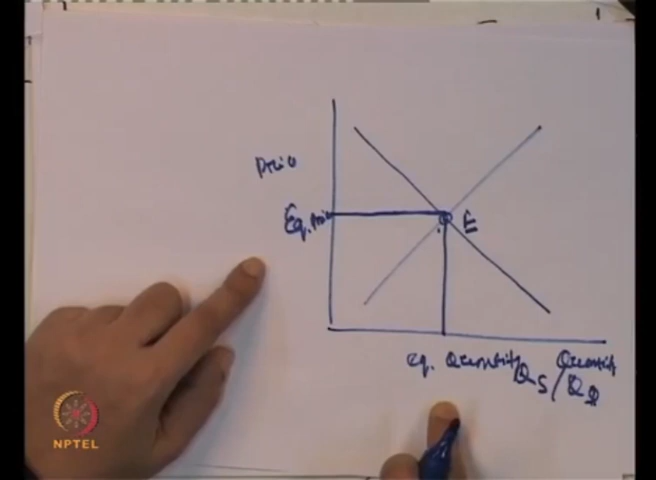 Price
Eq. Price
E
eq. Quantity
Quantity
QS/QD
NPTEL